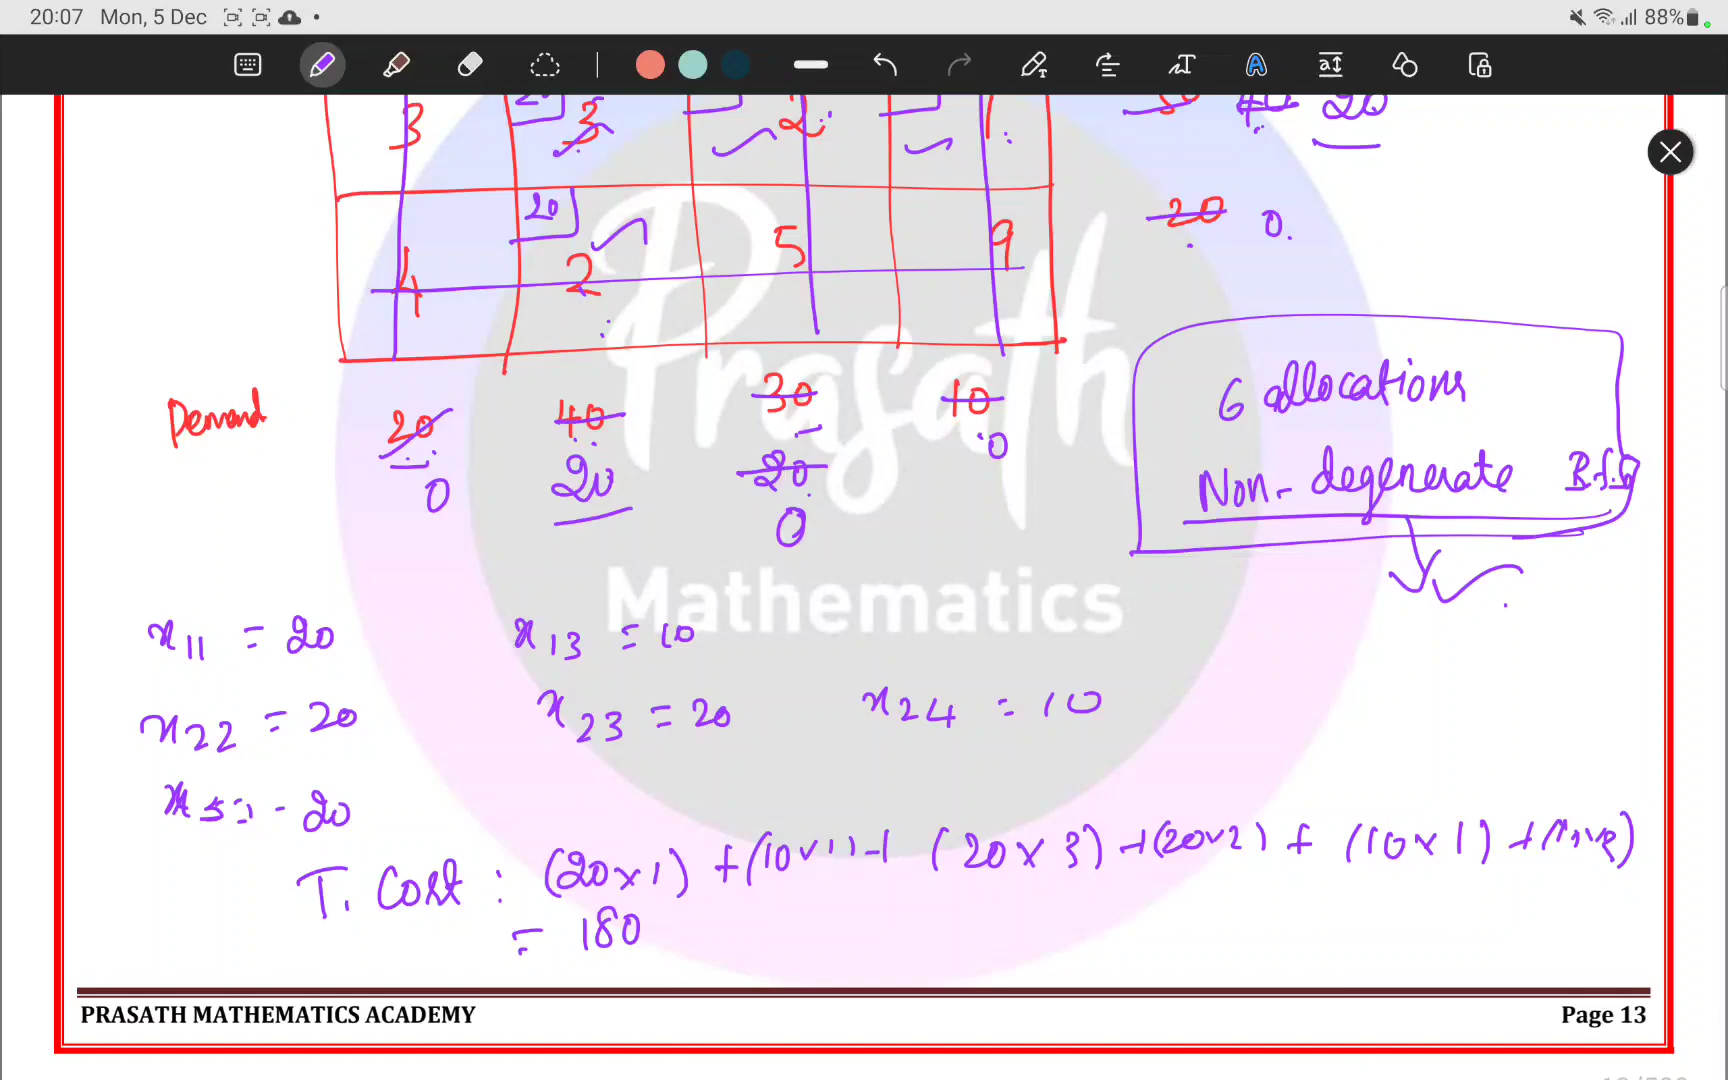 20:07 Mon, 5 Dec 88%
3 3 2 1 40 20
20 20 0.
4 2 5 9
Demand 20 40 30 10
0 20 20 0
0
6 allocations
Non-degenerate B.f.s
Prasath
Mathematics
x11 = 20 x13 = 10
x22 = 20 x23 = 20 x24 = 10
20
T. Cost : (20×1) + (10×1) + (20×3) + (20×2) + (10×1) +
= 180
PRASATH MATHEMATICS ACADEMY Page 13